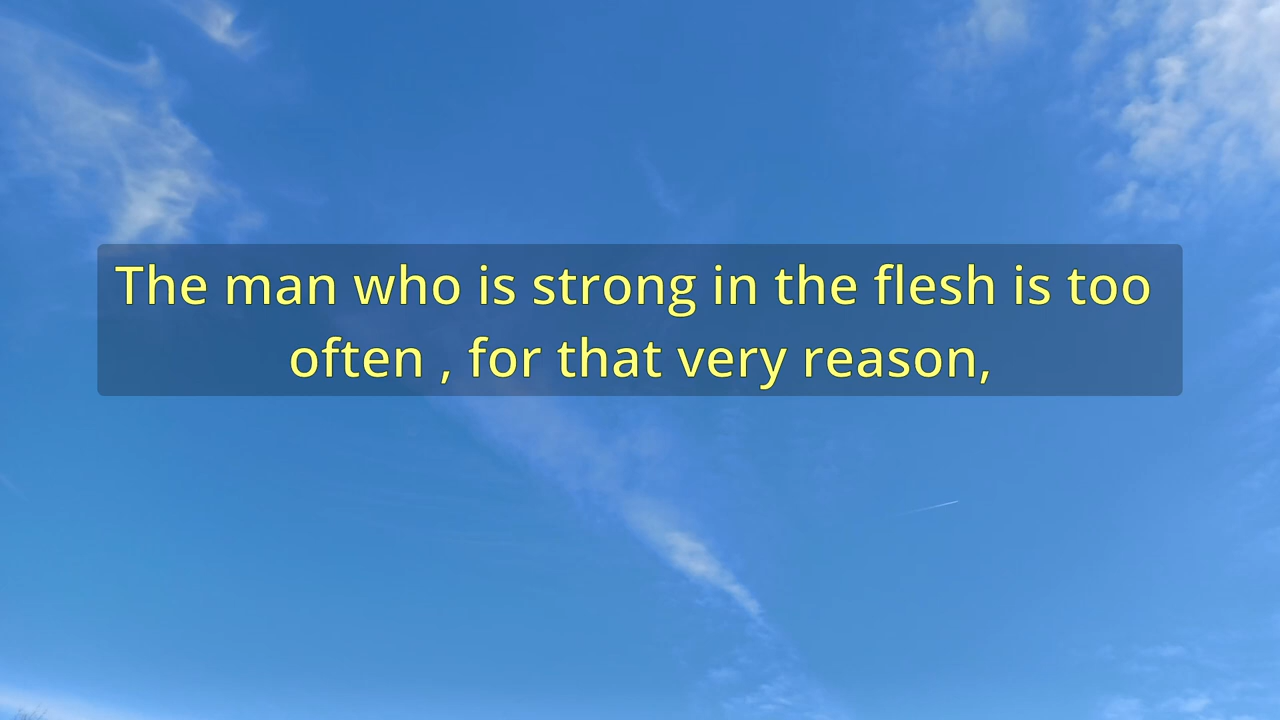 The man who is strong in the flesh is too
often , for that very reason,